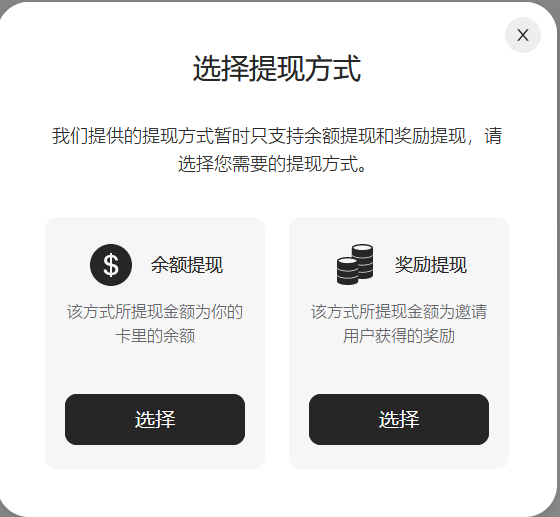 X
选择提现方式
我们提供的提现方式暂时只支持余额提现和奖励提现，请
选择您需要的提现方式。
余额提现
该方式所提现金额为你的
卡里的余额
选择
奖励提现
该方式所提现金额为邀请
用户获得的奖励
选择